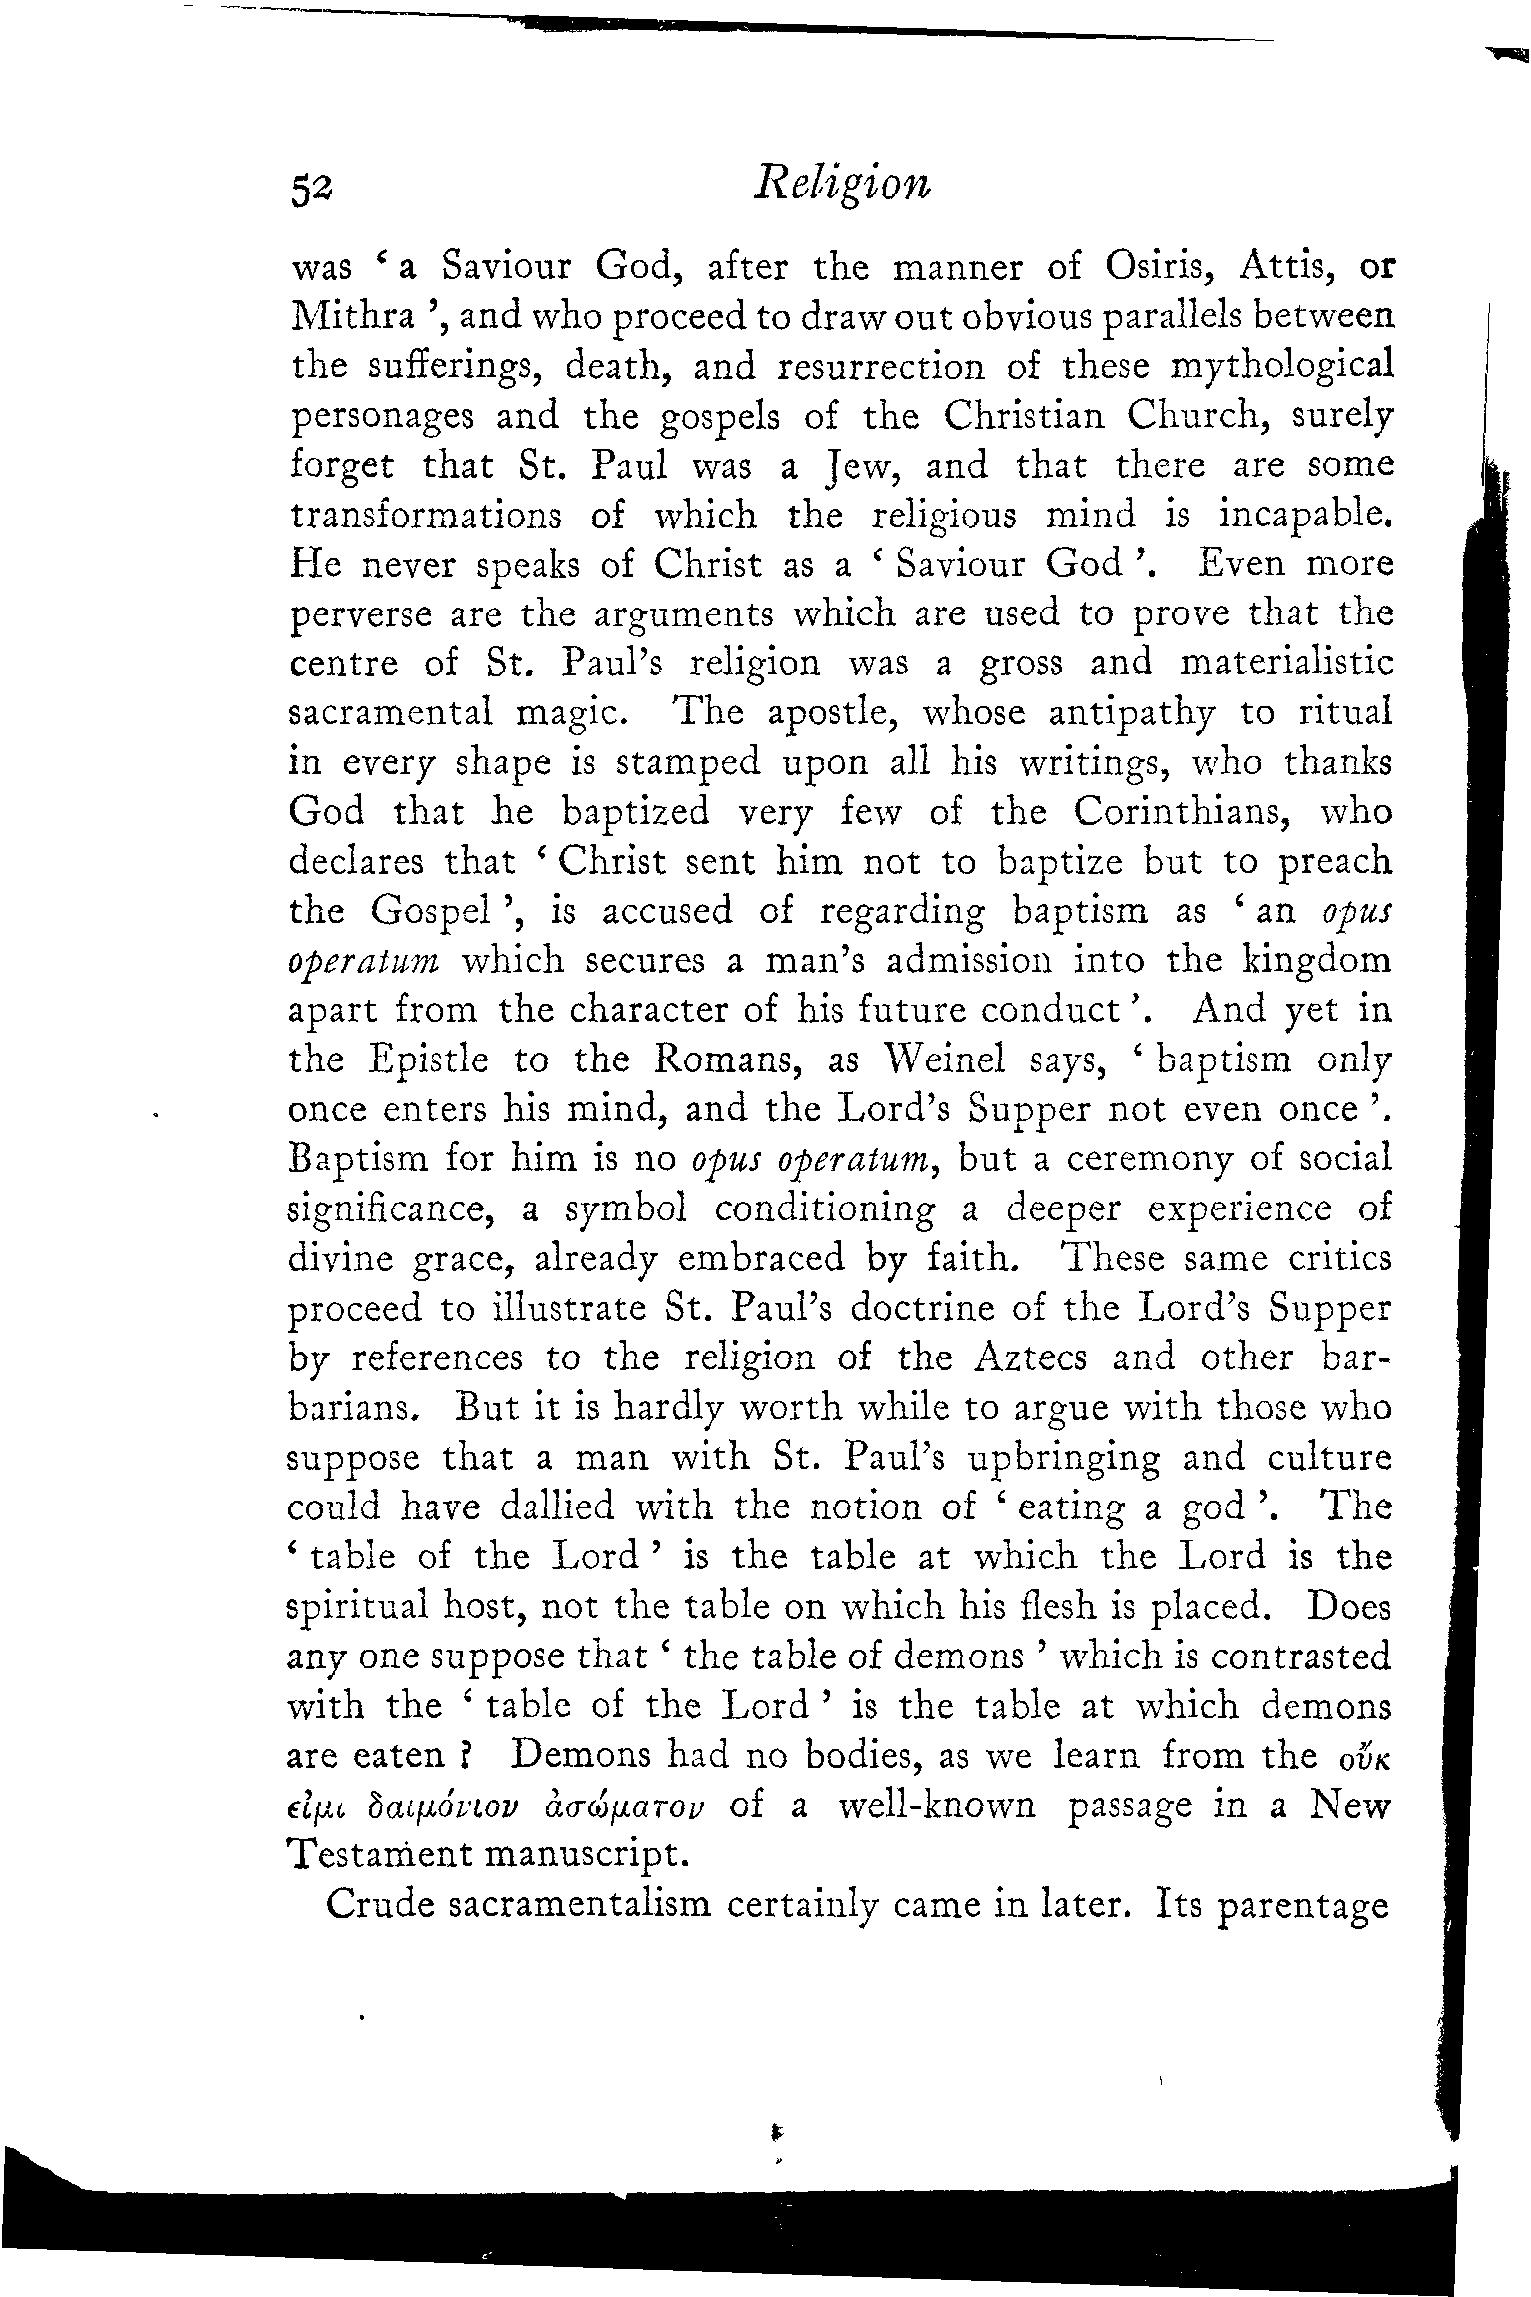 52 Religion
was ‘ a Saviour God, after the manner of Osiris, Attis, or
Mithra ’, and who proceed to draw out obvious parallels between
the sufferings, death, and resurrection of these mythological
personages and the gospels of the Christian Church, surely
forget that St. Paul was a Jew, and that there are some
transformations of which the religious mind is incapable.
He never speaks of Christ as a ‘ Saviour God ’. Even more
perverse are the arguments which are used to prove that the
centre of St. Paul’s religion was a gross and materialistic
sacramental magic. The apostle, whose antipathy to ritual
in every shape is stamped upon all his writings, who thanks
God that he baptized very few of the Corinthians, who
declares that ‘ Christ sent him not to baptize but to preach
the Gospel ’, is accused of regarding baptism as ‘ an opus
operatum which secures a man’s admission into the kingdom
apart from the character of his future conduct ’. And yet in
the Epistle to the Romans, as Weinel says, ‘ baptism only
once enters his mind, and the Lord’s Supper not even once ’.
Baptism for him is no opus operatum, but a ceremony of social
significance, a symbol conditioning a deeper experience of
divine grace, already embraced by faith. These same critics
proceed to illustrate St. Paul’s doctrine of the Lord’s Supper
by references to the religion of the Aztecs and other bar-
barians. But it is hardly worth while to argue with those who
suppose that a man with St. Paul’s upbringing and culture
could have dallied with the notion of ‘ eating a god ’. The
‘ table of the Lord ’ is the table at which the Lord is the
spiritual host, not the table on which his flesh is placed. Does
any one suppose that ‘ the table of demons ’ which is contrasted
with the ‘ table of the Lord ’ is the table at which demons
are eaten ? Demons had no bodies, as we learn from the οὔκ
εἰμι δαιμόνιον ἀσώματον of a well-known passage in a New
Testament manuscript.
Crude sacramentalism certainly came in later. Its parentage